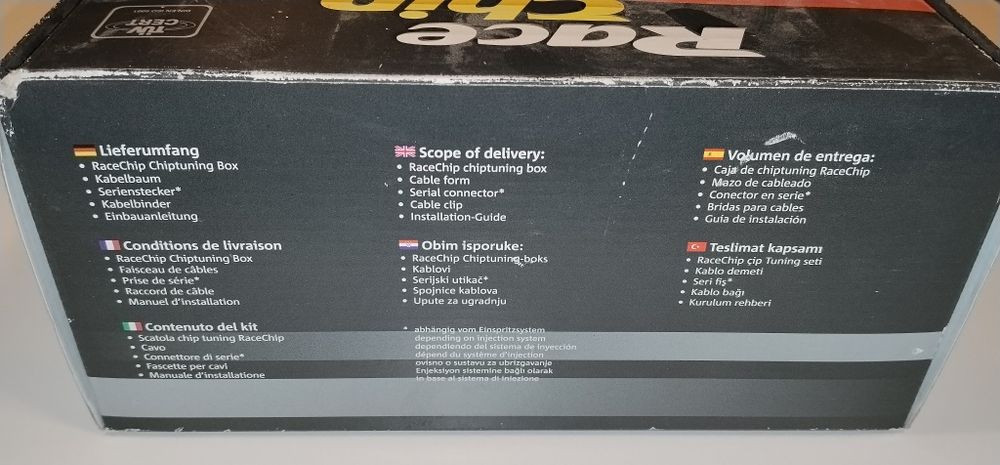 Race
Chip
TÜV
CERT
DIN EN ISO 9001
Lieferumfang
• RaceChip Chiptuning Box
• Kabelbaum
• Serienstecker*
• Kabelbinder
• Einbauanleitung
Scope of delivery:
• RaceChip chiptuning box
• Cable form
• Serial connector*
• Cable clip
• Installation-Guide
Volumen de entrega:
• Caja de chiptuning RaceChip
• Mazo de cableado
• Conector en serie*
• Bridas para cables
• Guia de instalación
Conditions de livraison
• RaceChip Chiptuning Box
• Faisceau de câbles
• Prise de série*
• Raccord de câble
• Manuel d'installation
Obim isporuke:
• RaceChip Chiptuning-boks
• Kablovi
• Serijski utikač*
• Spojnice kablova
• Upute za ugradnju
Teslimat kapsamı
• RaceChip çip Tuning seti
• Kablo demeti
• Seri fiş*
• Kablo bağı
• Kurulum rehberi
Contenuto del kit
• Scatola chip tuning RaceChip
• Cavo
• Connettore di serie*
• Fascette per cavi
• Manuale d'installatione
* abhängig vom Einspritzsystem
depending on injection system
dependiendo del sistema de inyección
dépend du système d'injection
ovisno o sustavu za ubrizgavanje
Enjeksiyon sistemine bağlı olarak
in base al sistema di iniezione